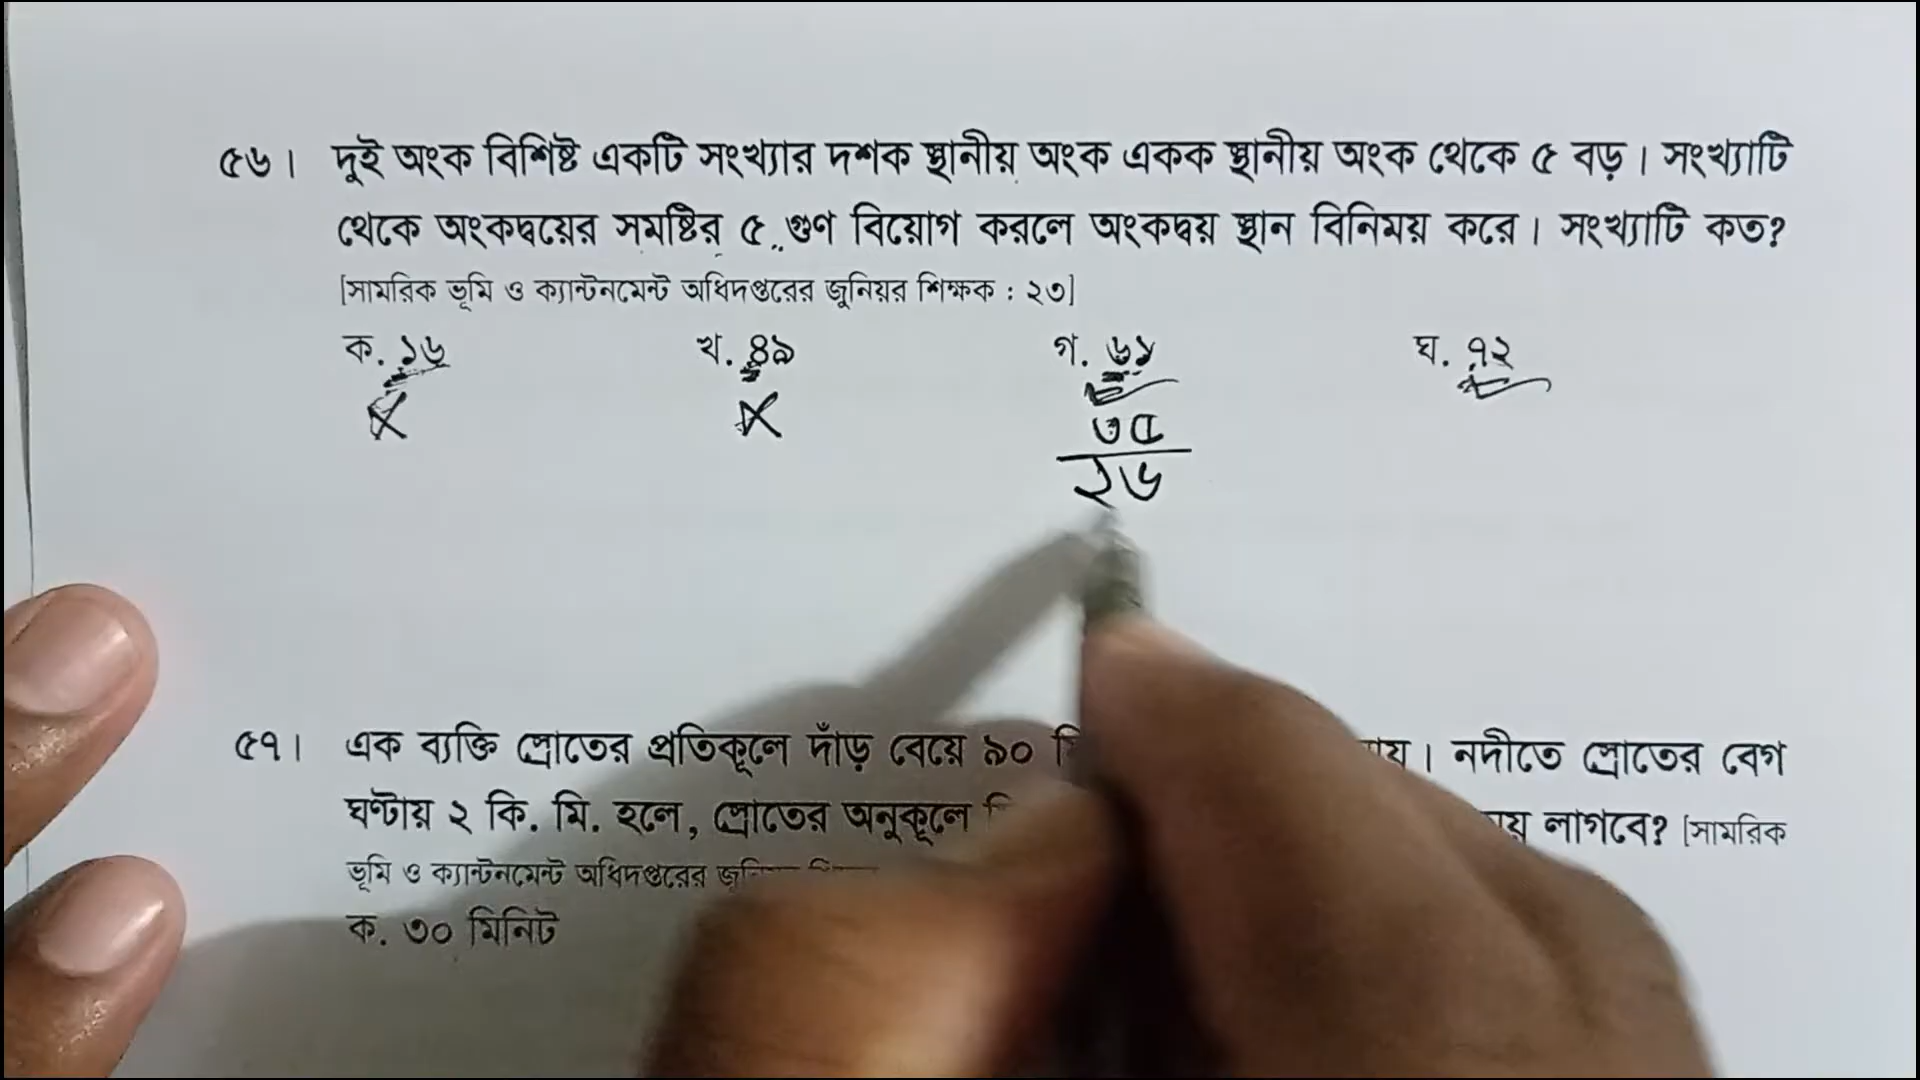 ৫৬। দুই অংক বিশিষ্ট একটি সংখ্যার দশক স্থানীয় অংক একক স্থানীয় অংক থেকে ৫ বড়। সংখ্যাটি
থেকে অংকদ্বয়ের সমষ্টির ৫ গুণ বিয়োগ করলে অংকদ্বয় স্থান বিনিময় করে। সংখ্যাটি কত?
[সামরিক ভূমি ও ক্যান্টনমেন্ট অধিদপ্তরের জুনিয়র শিক্ষক : ২৩]
ক. ১৬ খ. ৪৯ গ. ৬১ ঘ. ৭২
৩৫
২৬
৫৭। এক ব্যক্তি স্রোতের প্রতিকূলে দাঁড় বেয়ে ৯০ যায়। নদীতে স্রোতের বেগ
ঘণ্টায় ২ কি. মি. হলে, স্রোতের অনুকূলে লাগবে? [সামরিক
ভূমি ও ক্যান্টনমেন্ট অধিদপ্তরের
ক. ৩০ মিনিট